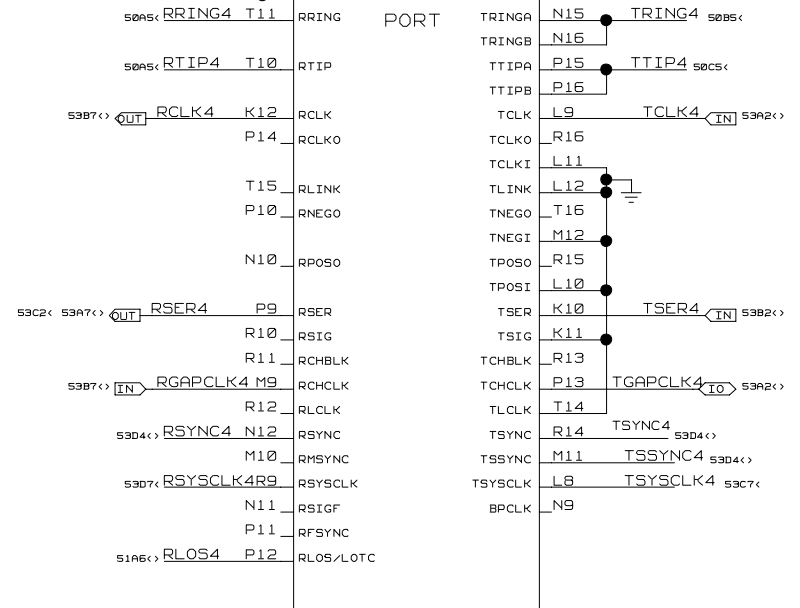 50A5< RRING4 T11 RRING PORT TRINGA N15 TRING4 50B5<
TRINGB N16
50A5< RTIP4 T10 RTIP TTIPA P15 TTIP4 50C5<
TTIPB P16
53B7<> OUT RCLK4 K12 RCLK TCLK L9 TCLK4 IN 53A2<>
P14 RCLKO TCLKO R16
TCLKI L11
T15 RLINK TLINK L12
P10 RNEGO TNEGO T16
TNEGI M12
N10 RPOSO TPOSO R15
TPOSI L10
53C2< 53A7<> OUT RSER4 P9 RSER TSER K10 TSER4 IN 53B2<>
R10 RSIG TSIG K11
R11 RCHBLK TCHBLK R13
53B7<> IN RGAPCLK4 M9 RCHCLK TCHCLK P13 TGAPCLK4 IO 53A2<>
R12 RLCLK TLCLK T14
53D4<> RSYNC4 N12 RSYNC TSYNC R14 TSYNC4 53D4<>
M10 RMSYNC TSSYNC M11 TSSYNC4 53D4<>
53D7< RSYSCLK4 R9 RSYSCLK TSYSCLK L8 TSYSCLK4 53C7<
N11 RSIGF BPCLK N9
P11 RFSYNC
51A6<> RLOS4 P12 RLOS/LOTC